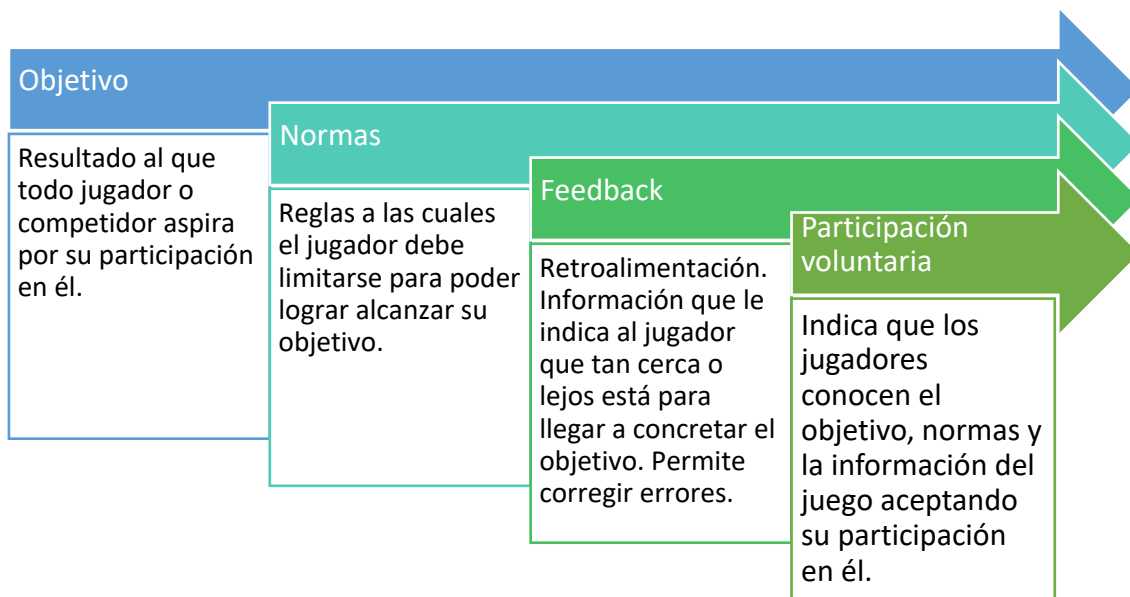 Objetivo
Resultado al que
todo jugador o
competidor aspira
por su participación
en él.
Normas
Reglas a las cuales
el jugador debe
limitarse para poder
lograr alcanzar su
objetivo.
Feedback
Retroalimentación.
Información que le
indica al jugador
que tan cerca o
lejos está para
llegar a concretar el
objetivo. Permite
corregir errores.
Participación
voluntaria
Indica que los
jugadores
conocen el
objetivo, normas y
la información del
juego aceptando
su participación
en él.